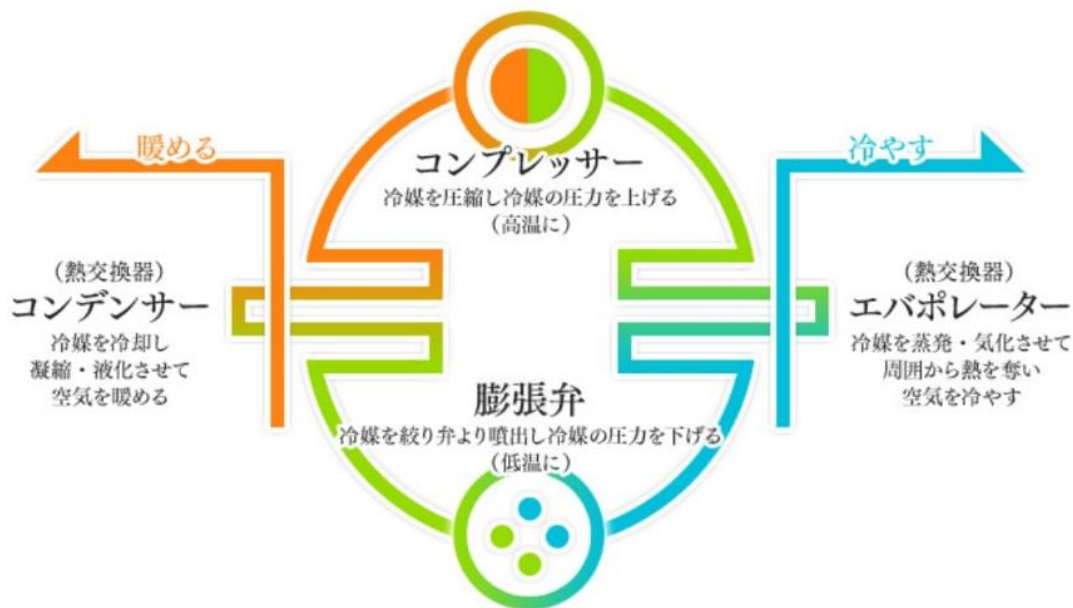 暖める
冷やす
コンプレッサー
冷媒を圧縮し冷媒の圧力を上げる
（高温に）
（熱交換器）
コンデンサー
冷媒を冷却し
凝縮・液化させて
空気を暖める
（熱交換器）
エバポレーター
冷媒を蒸発・気化させて
周囲から熱を奪い
空気を冷やす
膨張弁
冷媒を絞り弁より噴出し冷媒の圧力を下げる
（低温に）